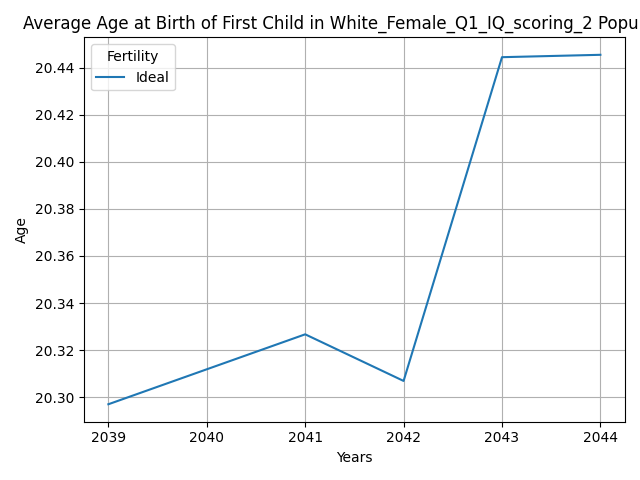 Average Age at Birth of First Child in White_Female_Q1_IQ_scoring_2 Popu
Fertility
Ideal
20.44
20.42
20.40
20.38
20.36
20.34
20.32
20.30
Age
2039 2040 2041 2042 2043 2044
Years